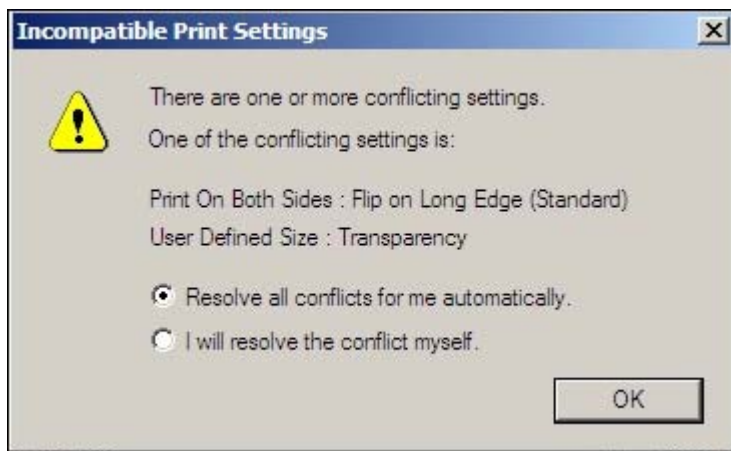 Incompatible Print Settings
There are one or more conflicting settings.
One of the conflicting settings is:
Print On Both Sides : Flip on Long Edge (Standard)
User Defined Size : Transparency
Resolve all conflicts for me automatically.
I will resolve the conflict myself.
OK